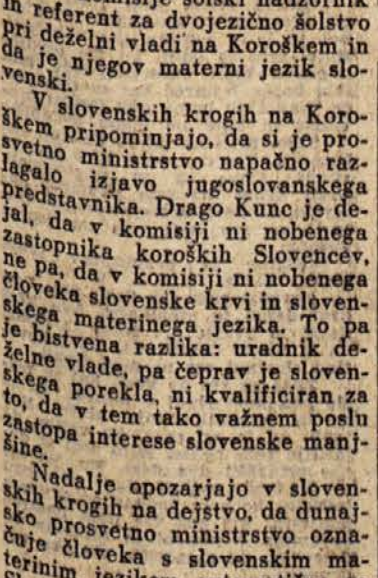 in referent za dvojezično šolstvo
pri deželni vladi na Koroškem in
da je njegov materni jezik slo-
venski.
V slovenskih krogih na Koro-
škem pripominjajo, da si je pro-
svetno ministrstvo napačno raz-
lagalo izjavo jugoslovanskega
predstavnika. Drago Kunc je de-
jal, da v komisiji ni nobenega
zastopnika koroških Slovencev,
ne pa, da v komisiji ni nobenega
človeka slovenske krvi in sloven-
skega materinega jezika. To pa
je bistvena razlika: uradnik de-
želne vlade, pa čeprav je sloven-
skega porekla, ni kvalificiran za
to, da v tem tako važnem poslu
zastopa interese slovenske manj-
šine.
Nadalje opozarjajo v sloven-
skih krogih na dejstvo, da dunaj-
sko prosvetno ministrstvo ozna-
čuje človeka s slovenskim ma-
terinim